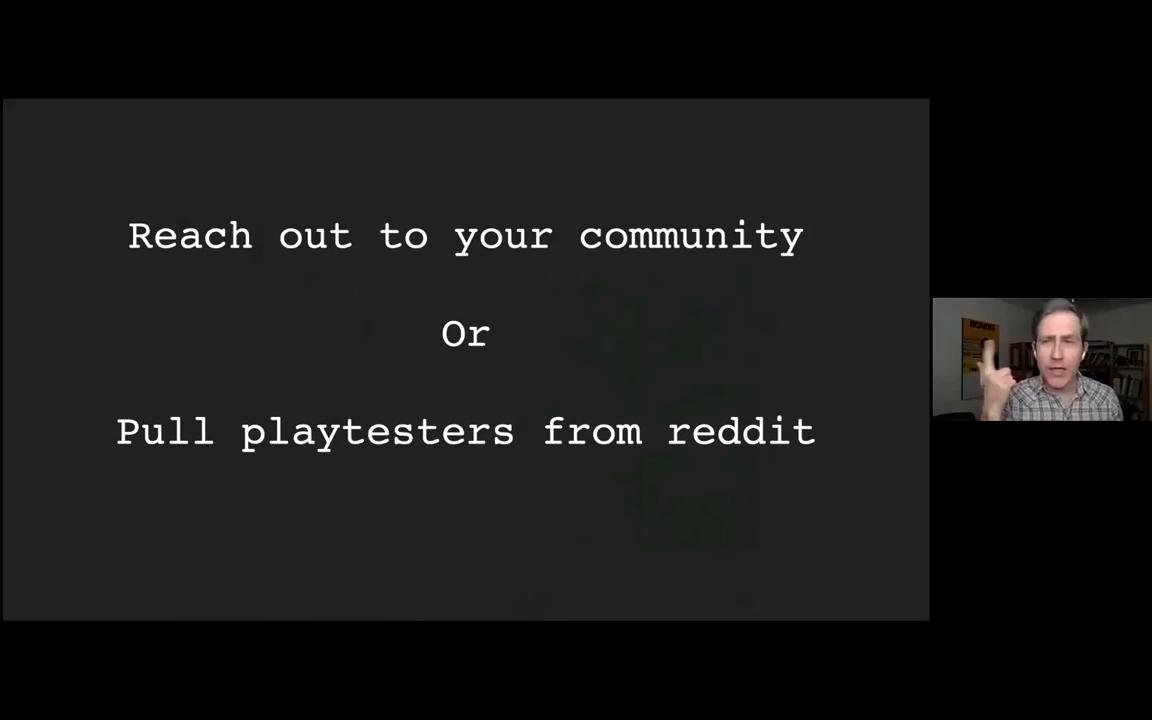 Reach out to your community
Or
Pull playtesters from reddit